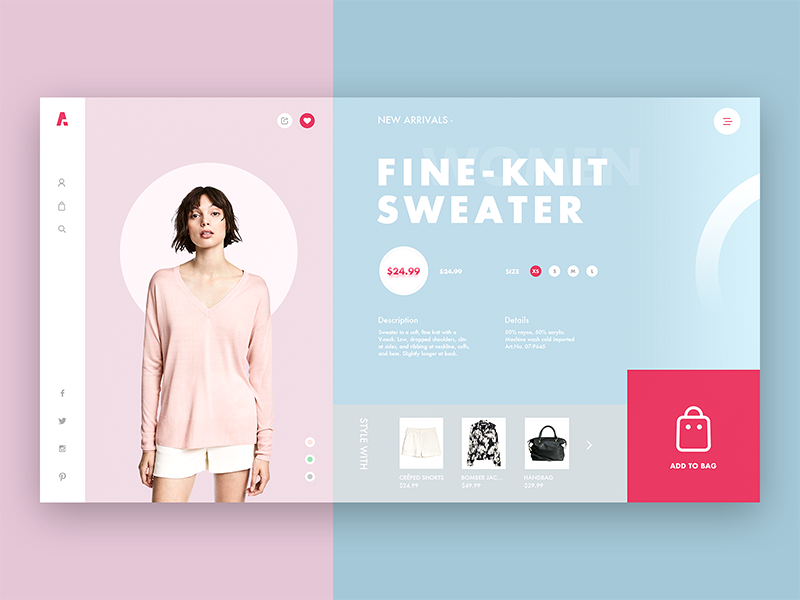 A
NEW ARRIVALS -
WOMEN
FINE-KNIT
SWEATER
$24.99
$34.99
SIZE XS S M L
Description
Sweater in a soft, fine knit with a
V-neck. Low, dropped shoulders, slits
at sides, and ribbing at neckline, cuffs,
and hem. Slightly longer at back.
Details
50% rayon, 50% acrylic.
Machine wash cold Imported
Art.No. 07-9645
STYLE WITH
CRÊPED SHORTS
$24.99
BOMBER JAC...
$49.99
HANDBAG
$29.99
ADD TO BAG